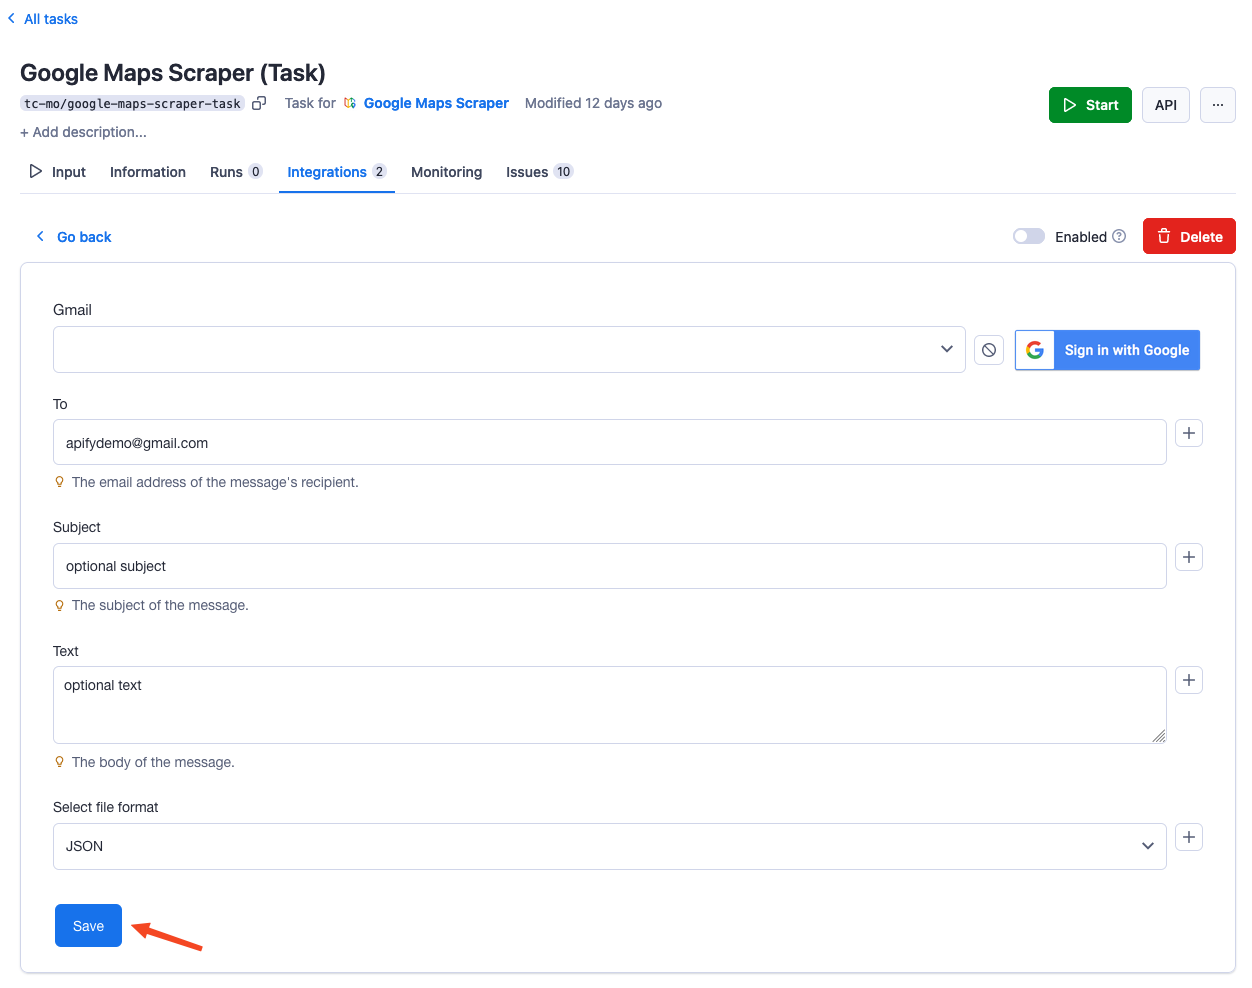 All tasks
Google Maps Scraper (Task)
tc-mo/google-maps-scraper-task Task for Google Maps Scraper Modified 12 days ago
Start API ...
+ Add description...
Input Information Runs 0 Integrations 2 Monitoring Issues 10
Go back Enabled Delete
Gmail
Sign in with Google
To
apifydemo@gmail.com
The email address of the message's recipient.
Subject
optional subject
The subject of the message.
Text
optional text
The body of the message.
Select file format
JSON
Save